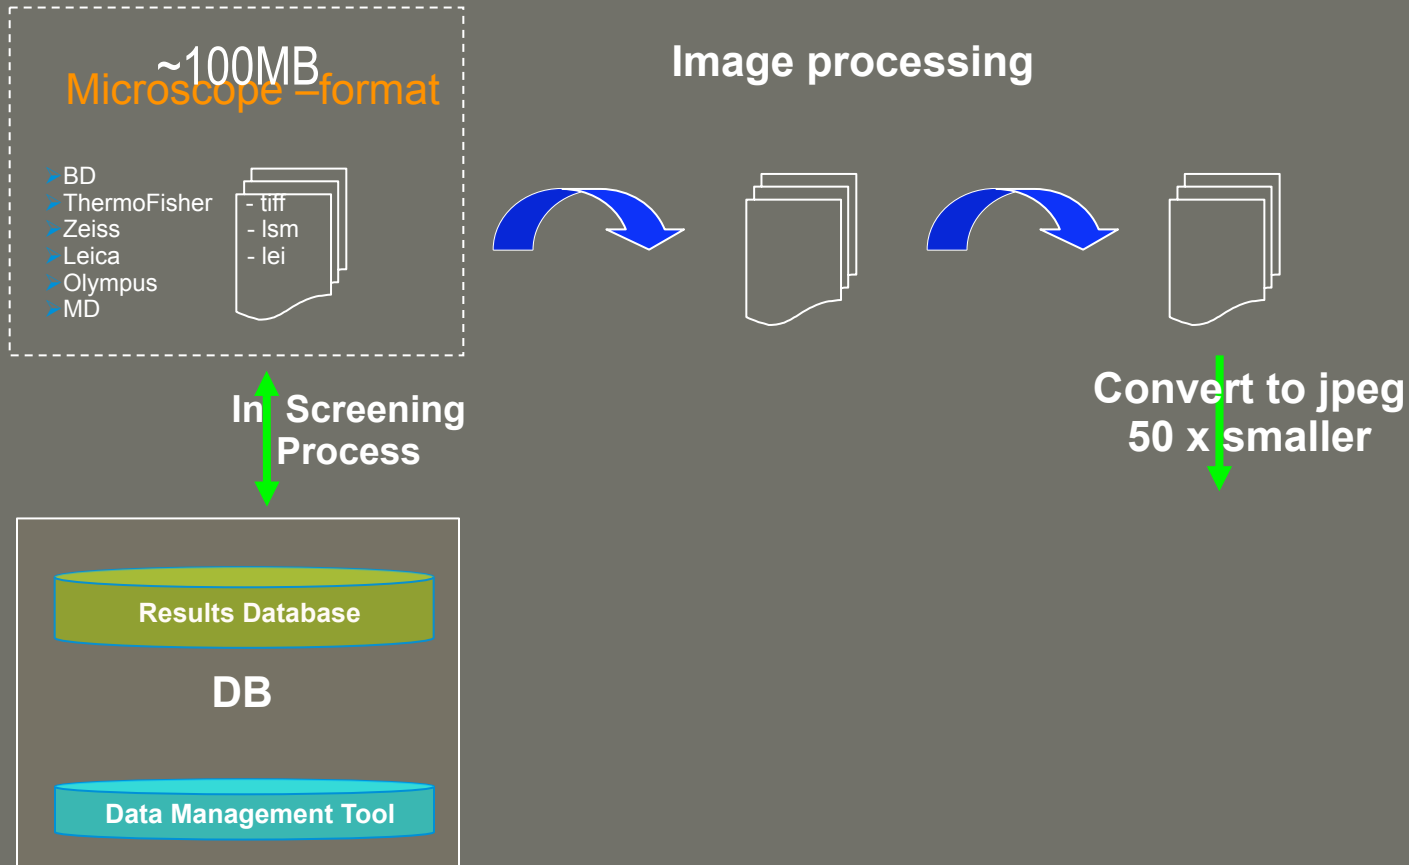 ~100MB
Microscope –format
Image processing
➢BD
➢ThermoFisher
➢Zeiss
➢Leica
➢Olympus
➢MD
- tiff
- lsm
- lei
In Screening
Process
Convert to jpeg
50 x smaller
Results Database
DB
Data Management Tool